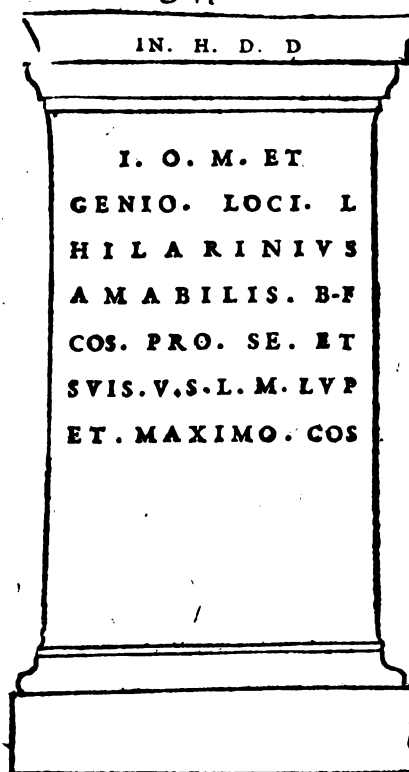 IN. H. D. D
I. O. M. ET
GENIO. LOCI. L
HILARINIVS
AMABILIS. B-F
COS. PRO. SE. ET
SVIS. V. S. L. M. LVP
ET. MAXIMO. COS